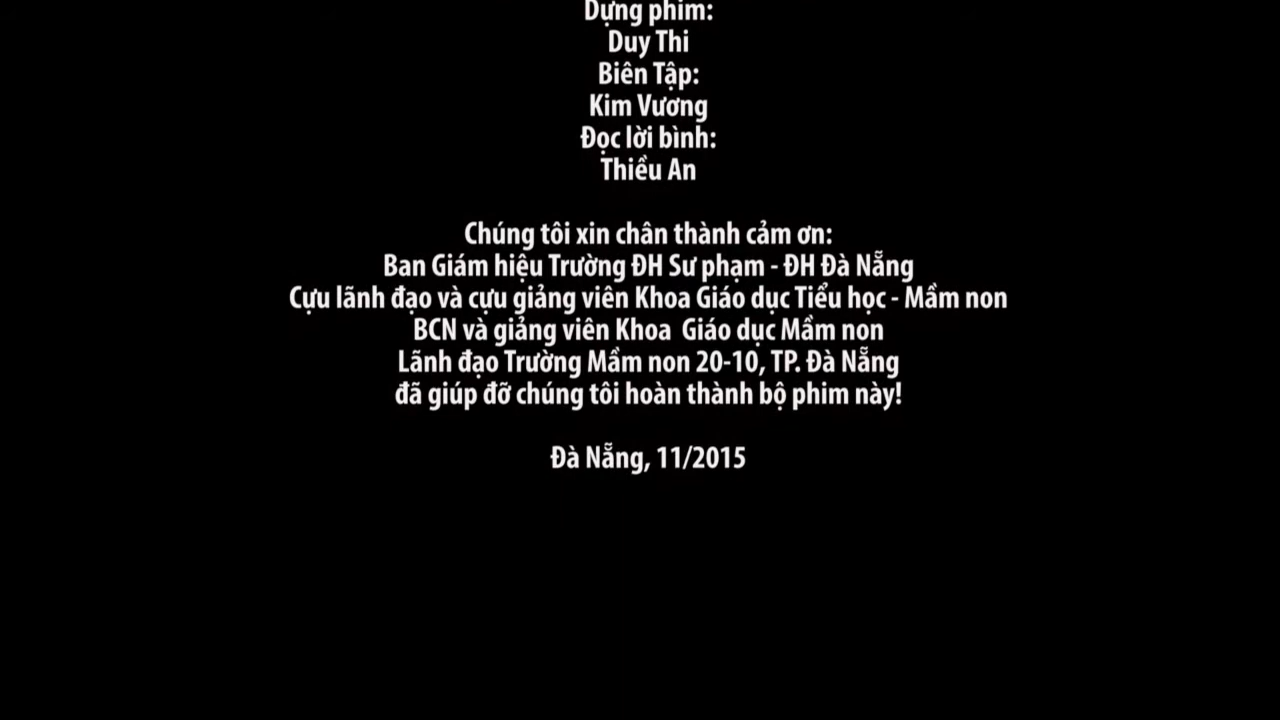 Dựng phim:
Duy Thi
Biên Tập:
Kim Vương
Đọc lời bình:
Thiều An
Chúng tôi xin chân thành cảm ơn:
Ban Giám hiệu Trường ĐH Sư phạm - ĐH Đà Nẵng
Cựu lãnh đạo và cựu giảng viên Khoa Giáo dục Tiểu học - Mầm non
BCN và giảng viên Khoa Giáo dục Mầm non
Lãnh đạo Trường Mầm non 20-10, TP. Đà Nẵng
đã giúp đỡ chúng tôi hoàn thành bộ phim này!
Đà Nẵng, 11/2015